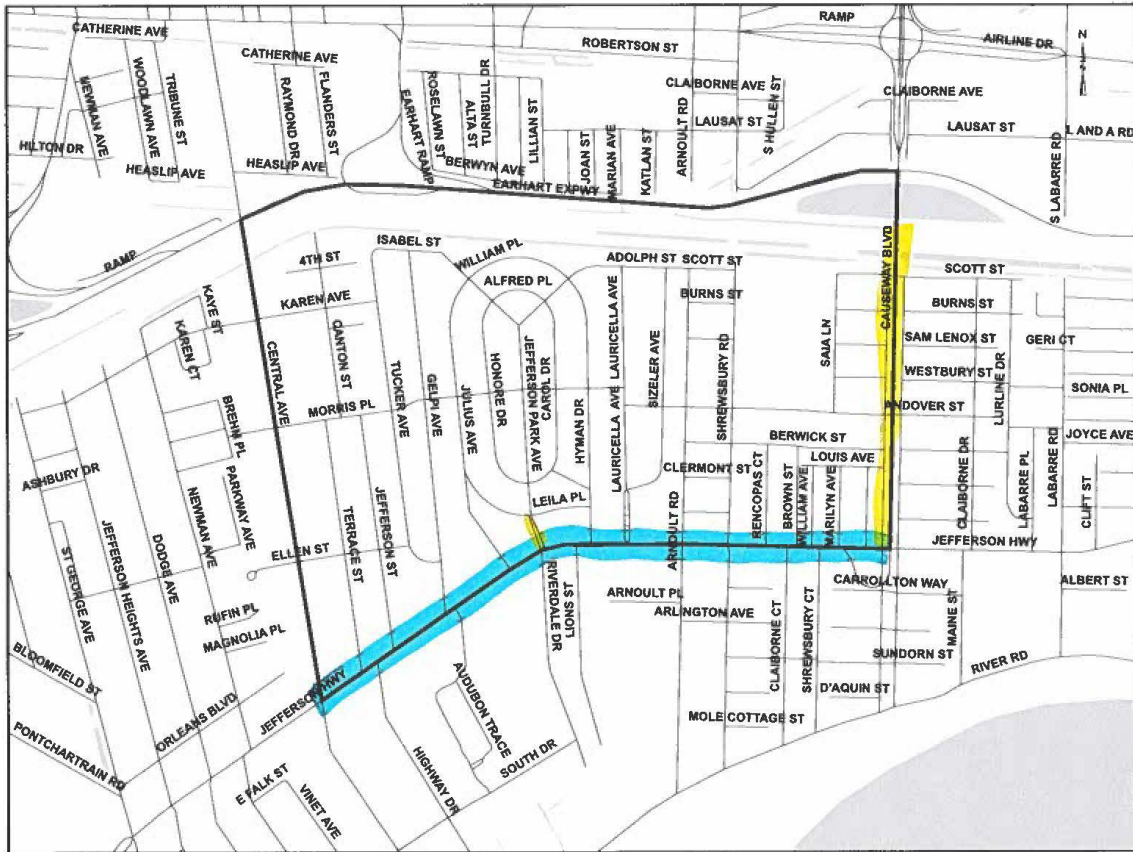 RAMP
CATHERINE AVE
ROBERTSON ST
AIRLINE DR
N
CATHERINE AVE
NEWMAN AVE
WOODLAWN AVE
TRIBUNE ST
RAYMOND DR
FLANDERS ST
ROSELAWN ST
ALTA ST
TURNBULL DR
CLAIBORNE AVE
S HULLEN ST
CLAIBORNE AVE
EARHART RAMP
LILLIAN ST
LAUSAT ST
LAUSAT ST
L AND A RD
HILTON DR
HEASLIP AVE
HEASLIP AVE
BERWYN AVE
JOAN ST
MARIAN AVE
KATLAN ST
ARNOULT RD
S LABARRE RD
EARHART EXPWY
RAMP
ISABEL ST
WILLIAM PL
4TH ST
ALFRED PL
ADOLPH ST
SCOTT ST
CAUSEWAY BLVD
SCOTT ST
KAYE ST
KAREN AVE
BURNS ST
BURNS ST
KAREN CT
CENTRAL AVE
CANTON ST
TUCKER AVE
GELPI AVE
JULIUS AVE
HONORE DR
JEFFERSON PARK AVE
CAROL DR
HYMAN DR
LAURICELLA AVE
LAURICELLA AVE
SIZELER AVE
SHREWSBURY RD
SAIA LN
SAM LENOX ST
GERI CT
WESTBURY ST
LURLINE DR
SONIA PL
BREHM PL
MORRIS PL
ANDOVER ST
BERWICK ST
JOYCE AVE
LOUIS AVE
ASHBURY DR
CLERMONT ST
NEWMAN AVE
PARKWAY AVE
TERRACE ST
JEFFERSON ST
LEILA PL
ARNOULT RD
RENCOPAS CT
BROWN ST
WILLIAM AVE
MARILYN AVE
CLAIBORNE DR
LABARRE PL
LABARRE RD
CLIFT ST
ST GEORGE AVE
JEFFERSON HEIGHTS AVE
DODGE AVE
ELLEN ST
JEFFERSON HWY
CARROLLTON WAY
ALBERT ST
RUFIN PL
RIVERDALE DR
LIONS ST
ARNOULT PL
ARLINGTON AVE
MAINE ST
MAGNOLIA PL
CLAIBORNE CT
SHREWSBURY CT
SUNDORN ST
RIVER RD
BLOOMFIELD ST
ORLEANS BLVD
JEFFERSON HWY
AUDUBON TRACE
D'AQUIN ST
MOLE COTTAGE ST
PONTCHARTRAIN RD
E FALK ST
VINET AVE
HIGHWAY DR
SOUTH DR